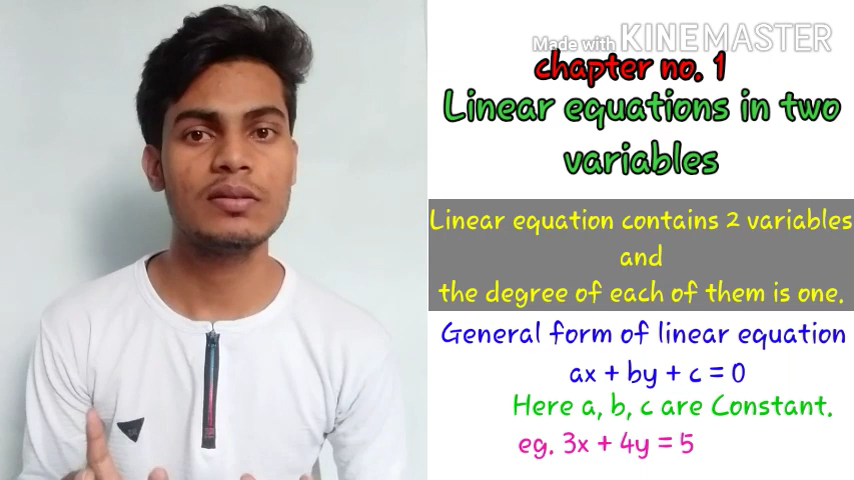 Made with KINEMASTER
chapter no. 1
Linear equations in two
variables
Linear equation contains 2 variables
and
the degree of each of them is one.
General form of linear equation
ax + by + c = 0
Here a, b, c are Constant.
eg. 3x + 4y = 5